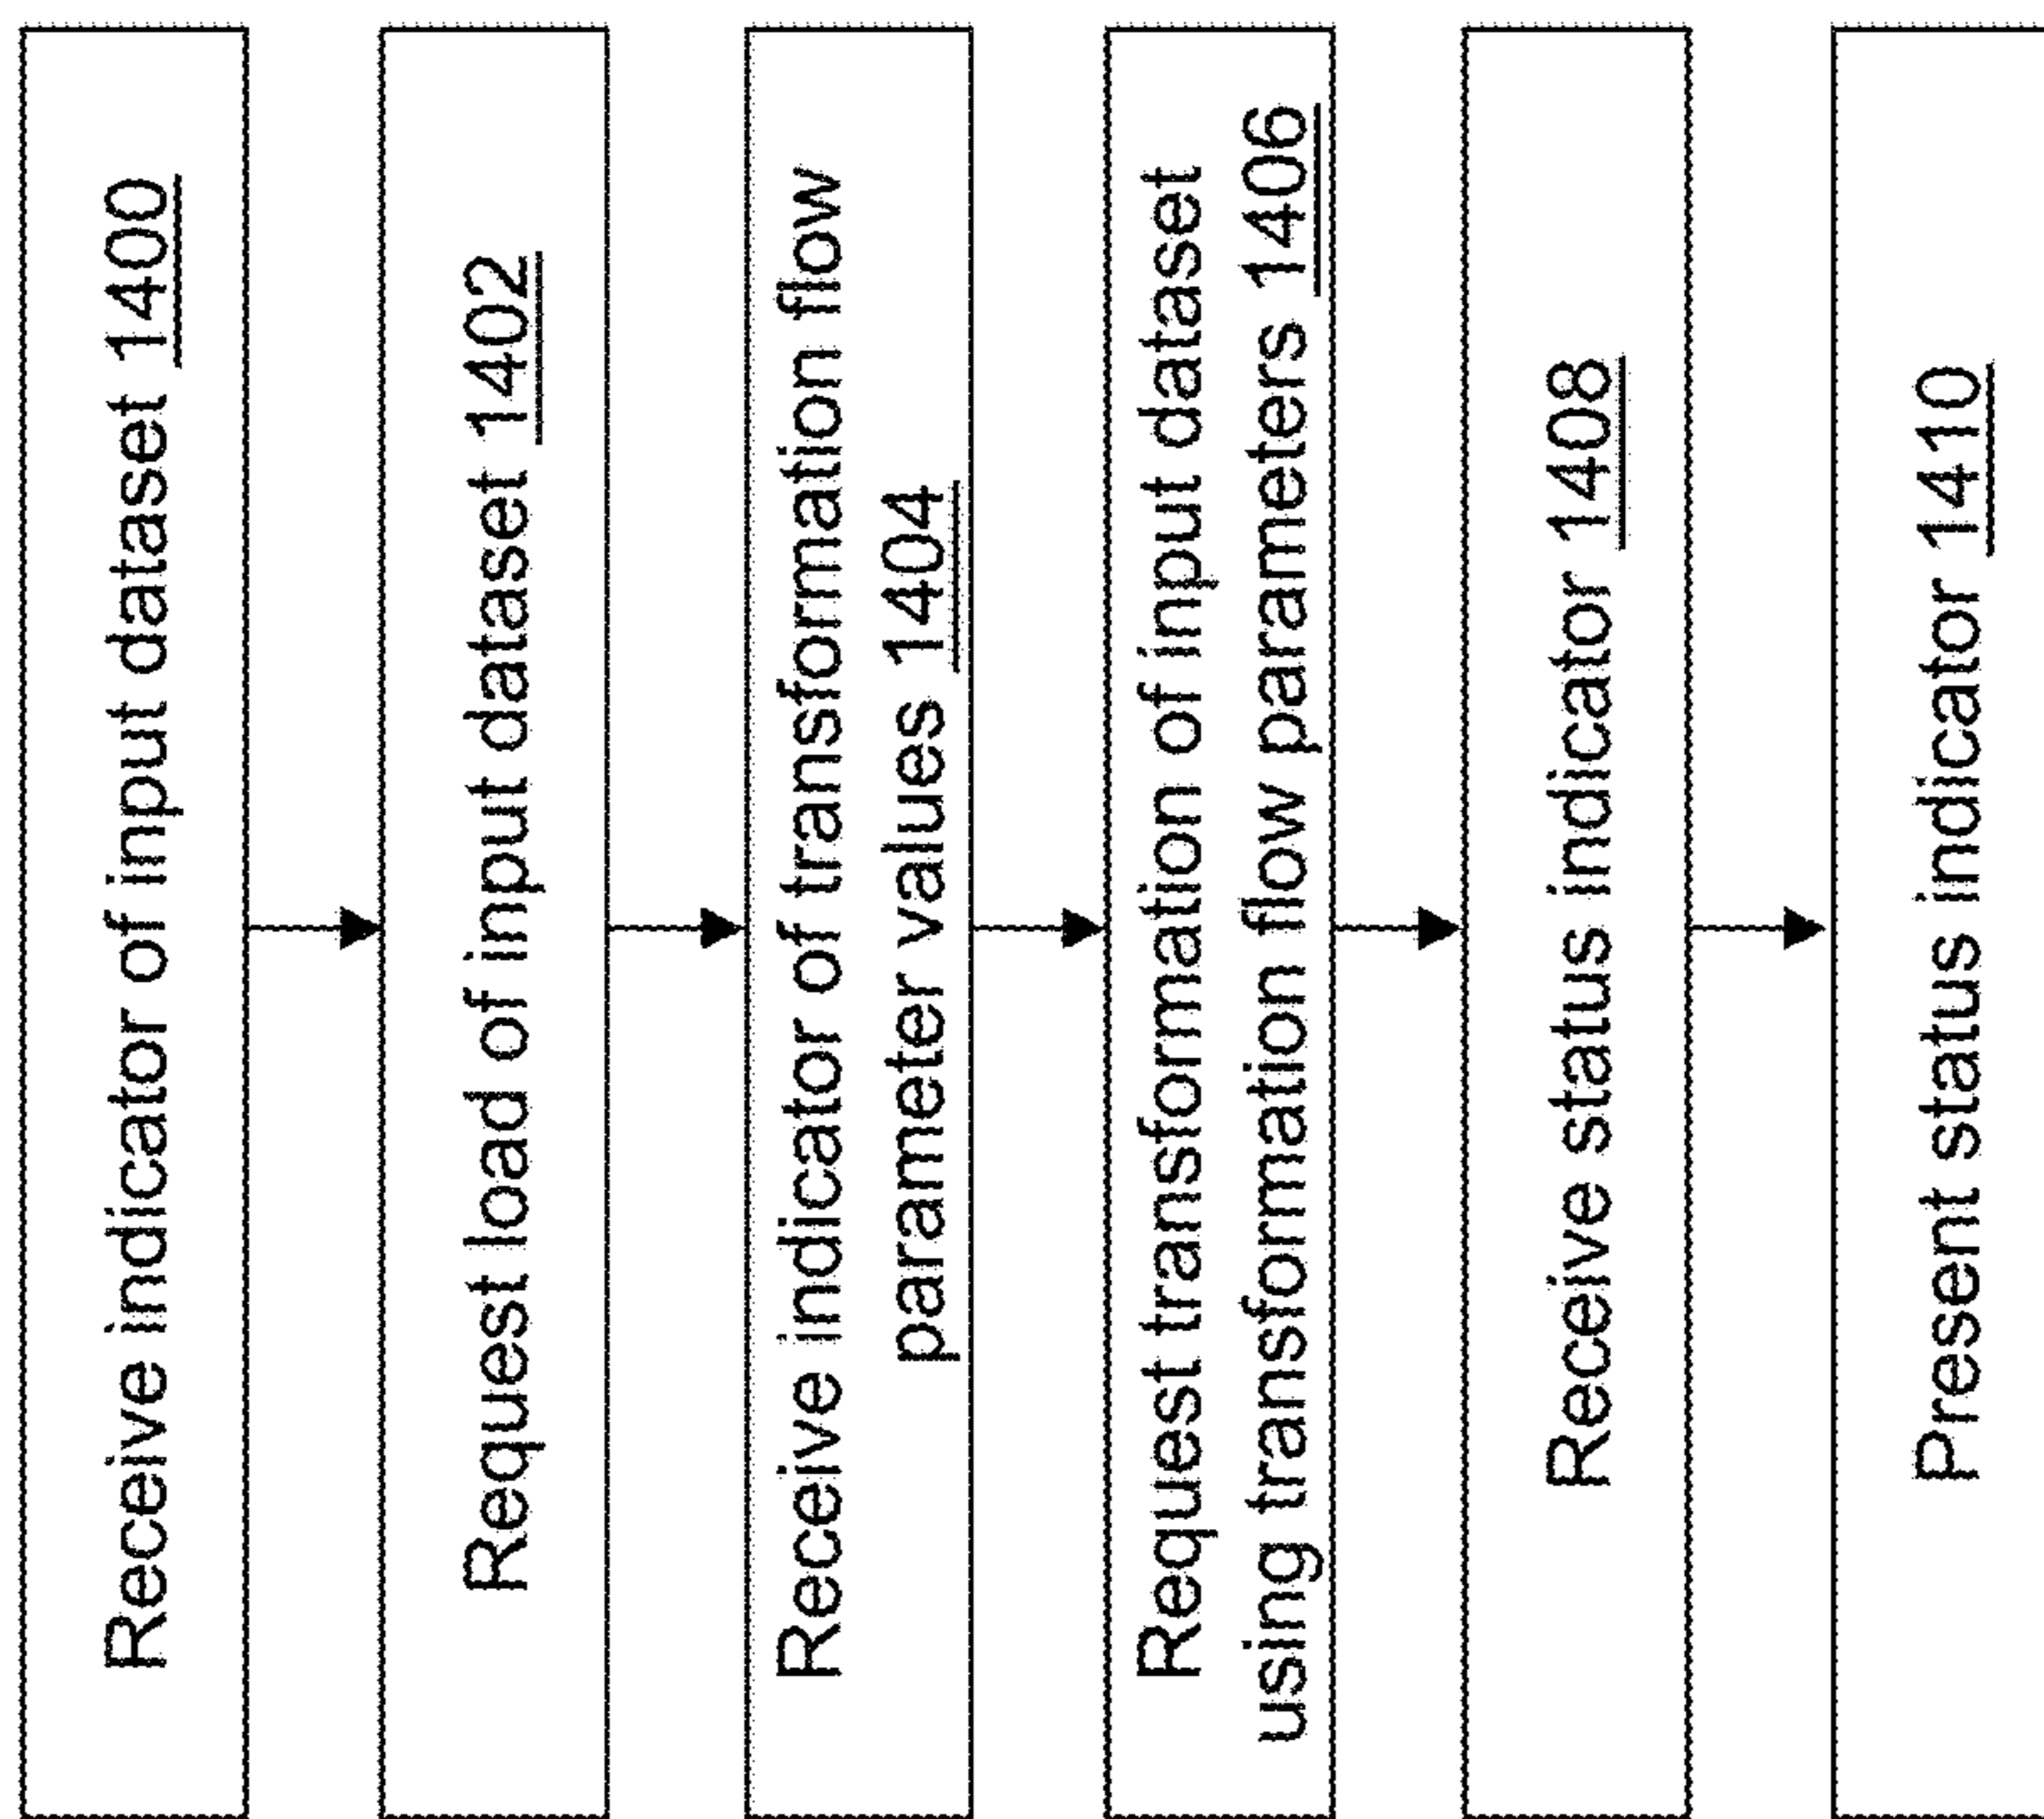 Receive indicator of input dataset 1400
Request load of input dataset 1402
Receive indicator of transformation flow
parameter values 1404
Request transformation of input dataset
using transformation flow parameters 1406
Receive status indicator 1408
Present status indicator 1410